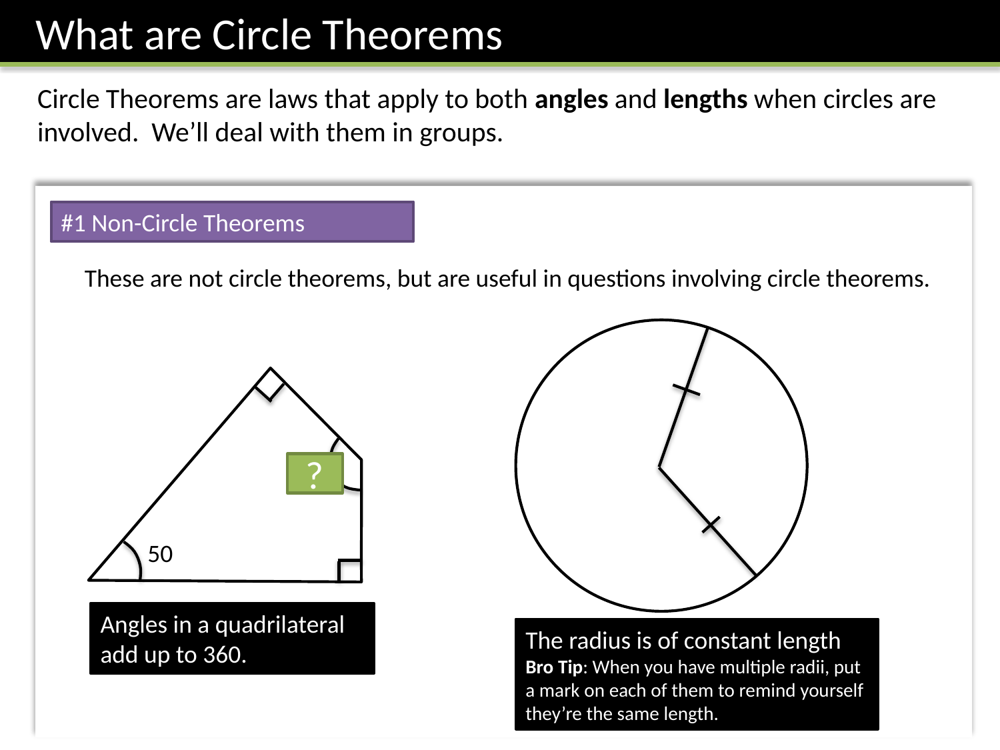 What are Circle Theorems
Circle Theorems are laws that apply to both angles and lengths when circles are
involved.  We’ll deal with them in groups.
#1 Non-Circle Theorems
These are not circle theorems, but are useful in questions involving circle theorems.
?
50
Angles in a quadrilateral
add up to 360.
The radius is of constant length
Bro Tip: When you have multiple radii, put
a mark on each of them to remind yourself
they’re the same length.